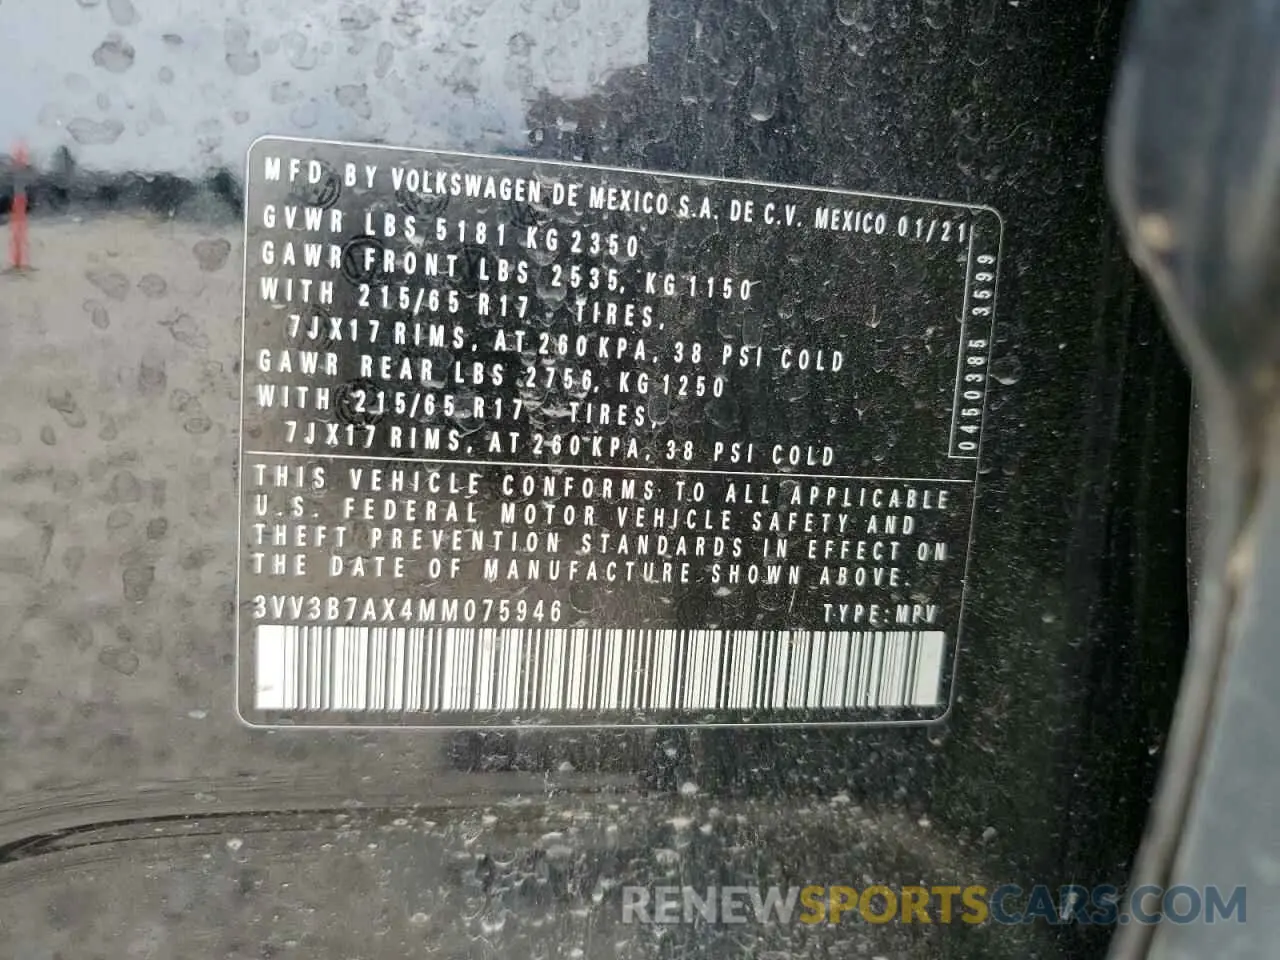 MFD BY VOLKSWAGEN DE MEXICO S.A. DE C.V. MEXICO 01/21
GVWR LBS 5181 KG 2350
GAWR FRONT LBS 2535, KG 1150
WITH 215/65 R17 TIRES,
7JX17 RIMS, AT 260 KPA, 38 PSI COLD
GAWR REAR LBS 2756, KG 1250
WITH 215/65 R17 TIRES,
7JX17 RIMS, AT 260 KPA, 38 PSI COLD
0450385 3599
THIS VEHICLE CONFORMS TO ALL APPLICABLE
U.S. FEDERAL MOTOR VEHICLE SAFETY AND
THEFT PREVENTION STANDARDS IN EFFECT ON
THE DATE OF MANUFACTURE SHOWN ABOVE.
3VV3B7AX4MM075946 TYPE: MPV
RENEWSPORTSCARS.COM